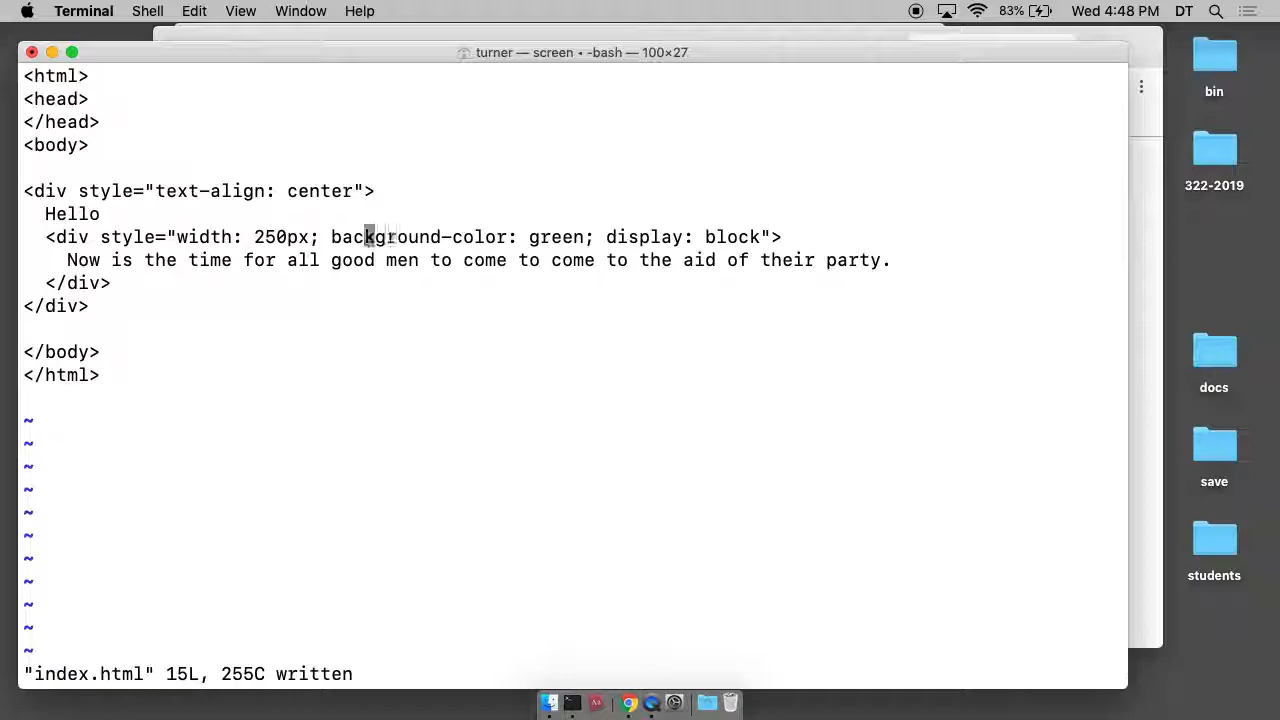 Terminal Shell Edit View Window Help 83% Wed 4:48 PM DT
turner — screen • -bash — 100×27
<html>
<head>
</head>
<body>
<div style="text-align: center">
  Hello
  <div style="width: 250px; background-color: green; display: block">
    Now is the time for all good men to come to come to the aid of their party.
  </div>
</div>
</body>
</html>
~
~
~
~
~
~
~
~
~
~
~
"index.html" 15L, 255C written
bin
322-2019
docs
save
students